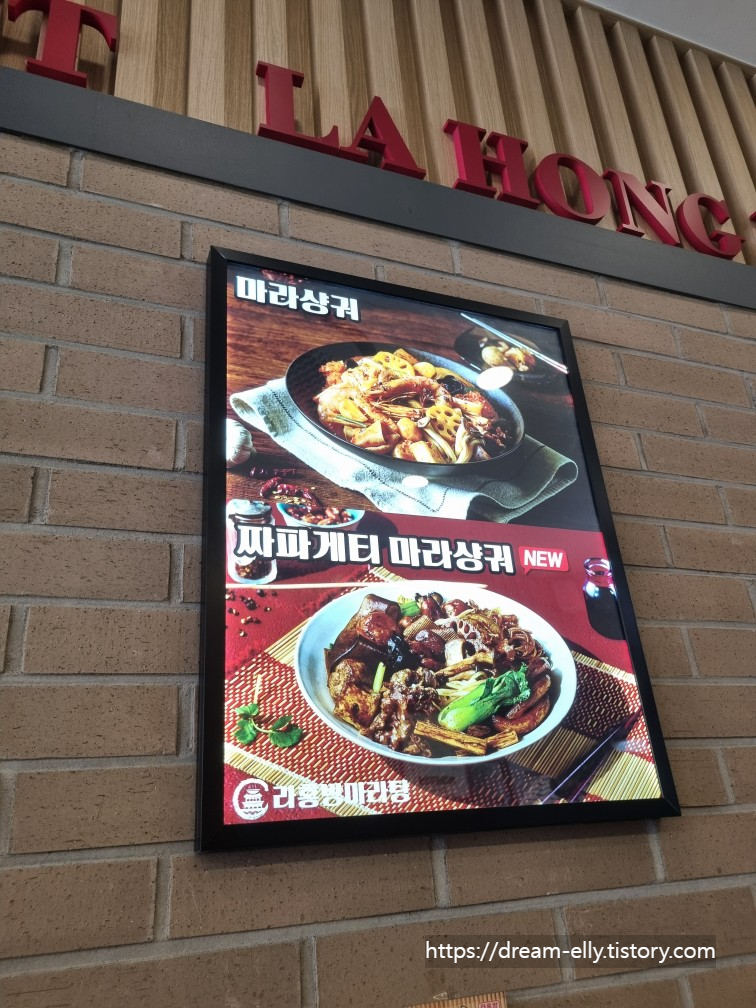 T LA HONG
마라샹궈
짜파게티 마라샹궈 NEW
라홍방마라탕
https://dream-elly.tistory.com